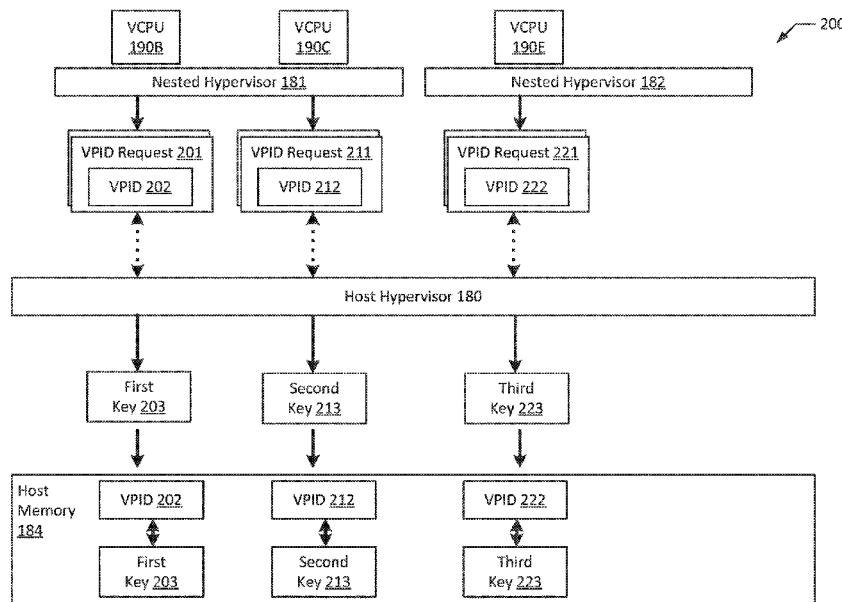 200
VCPU
190B
VCPU
190C
VCPU
190E
Nested Hypervisor 181
Nested Hypervisor 182
VPID Request 201
VPID 202
VPID Request 211
VPID 212
VPID Request 221
VPID 222
Host Hypervisor 180
First
Key 203
Second
Key 213
Third
Key 223
Host
Memory
184
VPID 202
VPID 212
VPID 222
First
Key 203
Second
Key 213
Third
Key 223